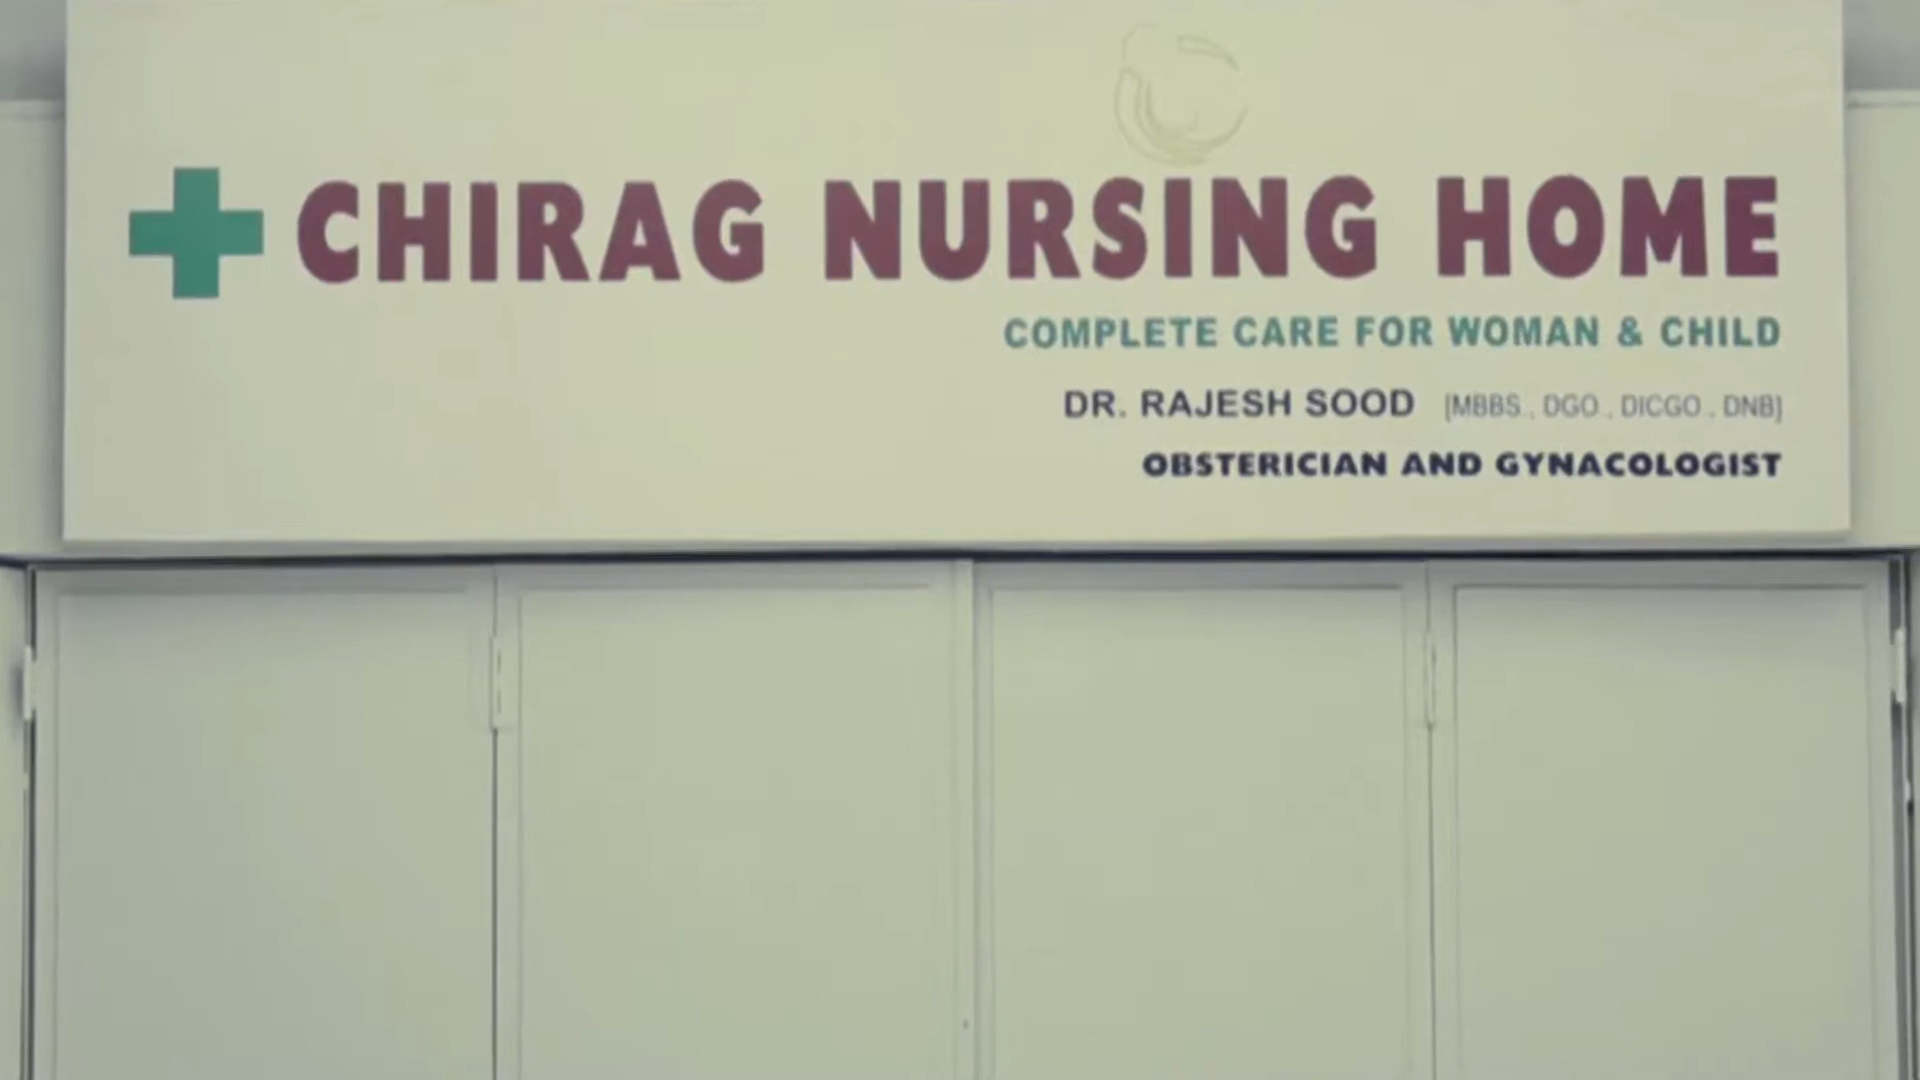 CHIRAG NURSING HOME
COMPLETE CARE FOR WOMAN & CHILD
DR. RAJESH SOOD [MBBS., DGO., DICGO., DNB]
OBSTERICIAN AND GYNACOLOGIST